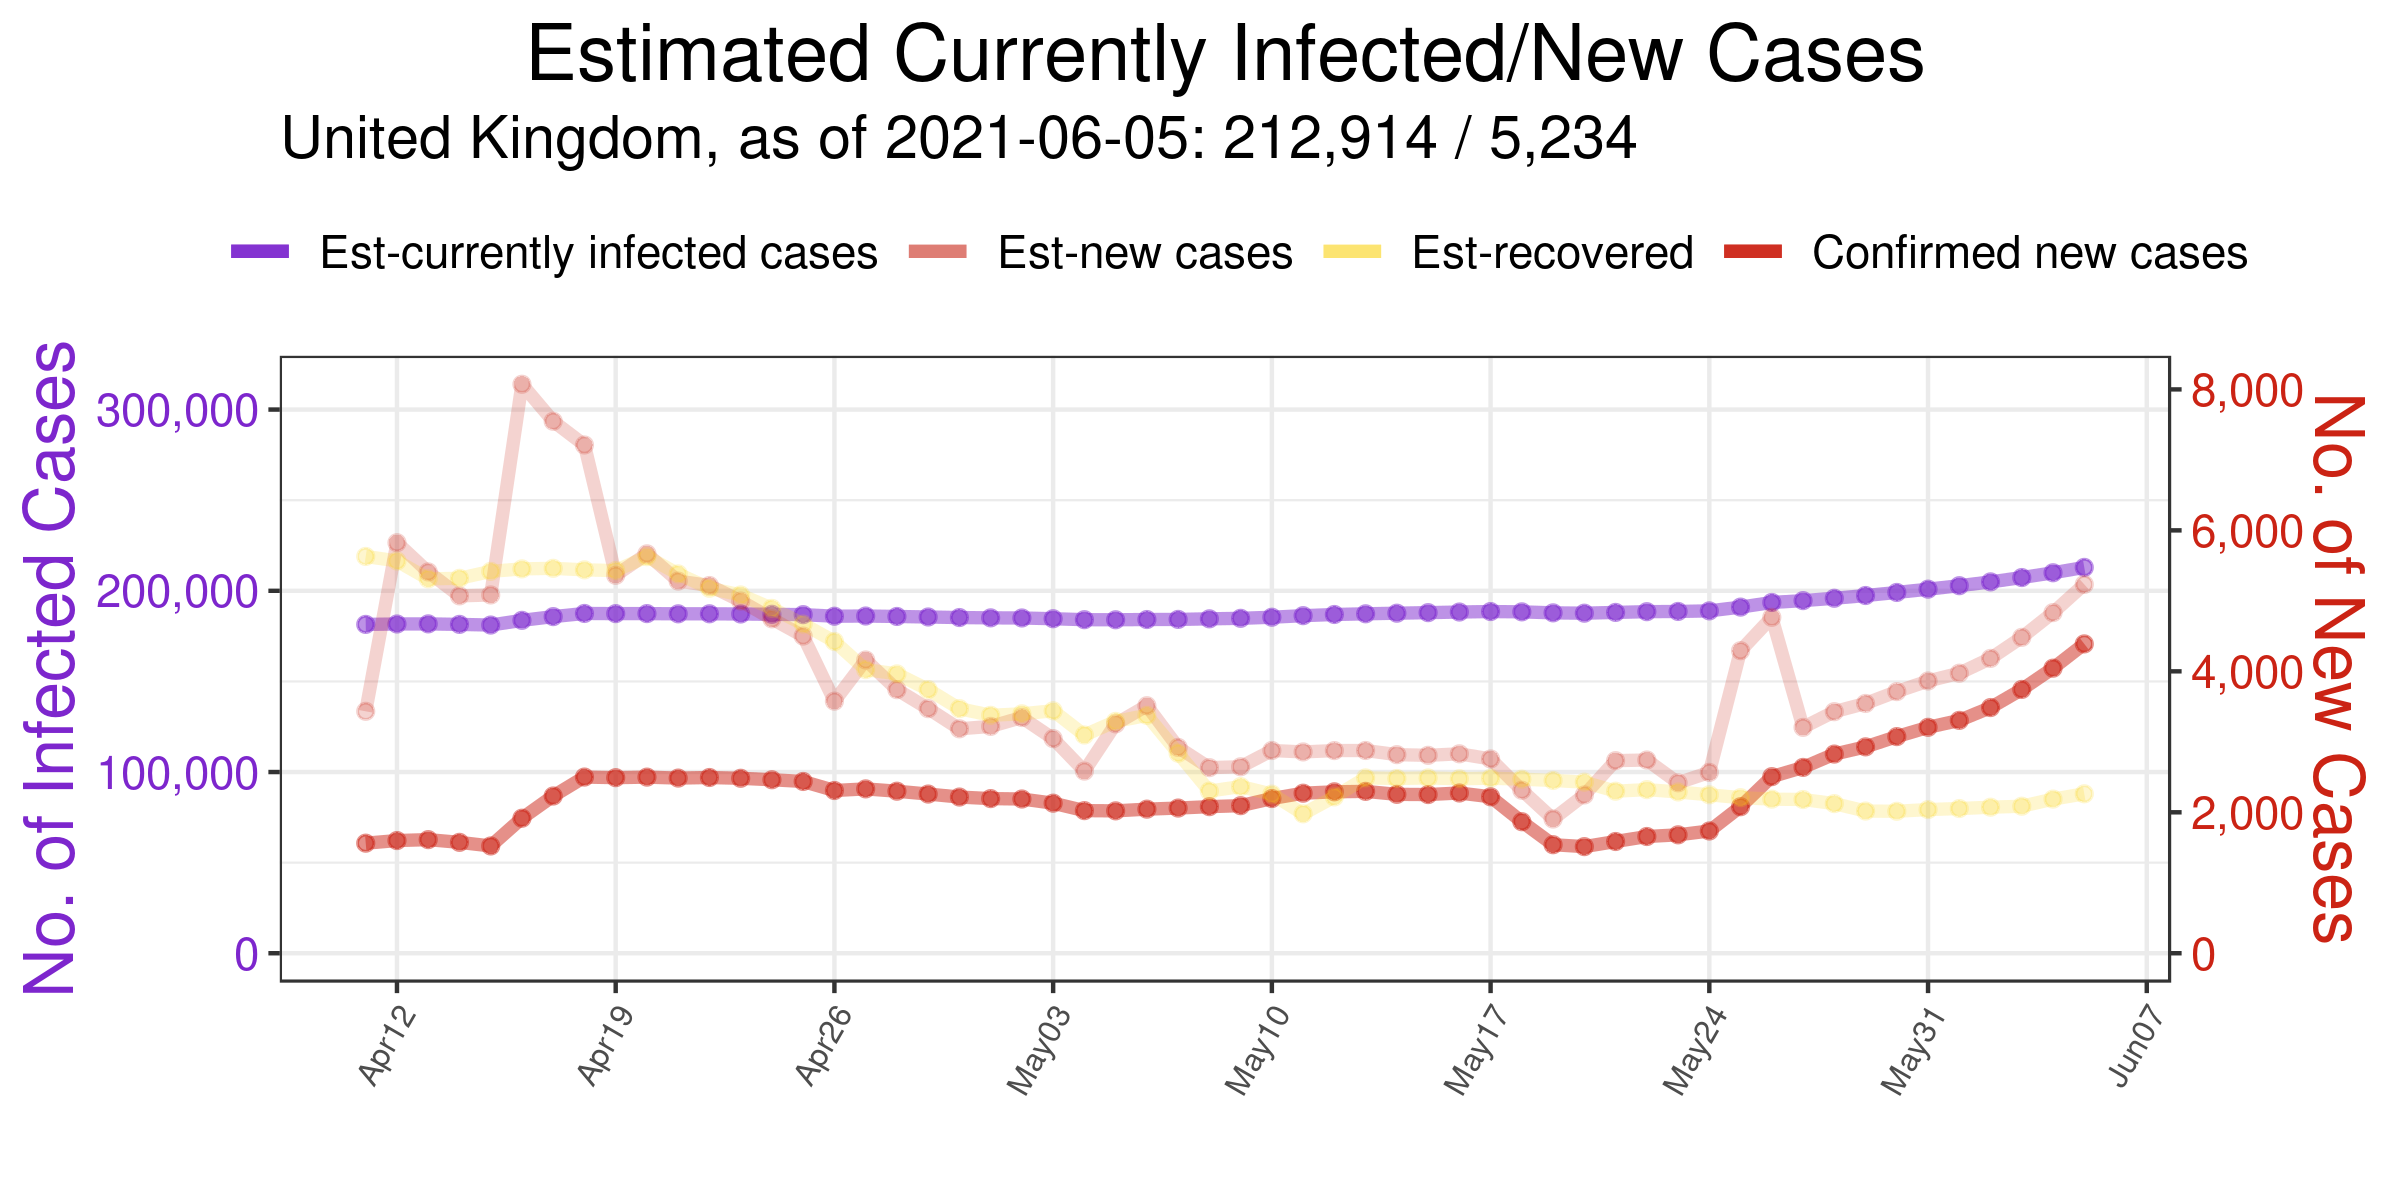 Estimated Currently Infected/New Cases
United Kingdom, as of 2021-06-05: 212,914 / 5,234
Est-currently infected cases Est-new cases Est-recovered Confirmed new cases
No. of Infected Cases
300,000
200,000
100,000
0
8,000
6,000
4,000
2,000
0
No. of New Cases
Apr12 Apr19 Apr26 May03 May10 May17 May24 May31 Jun07